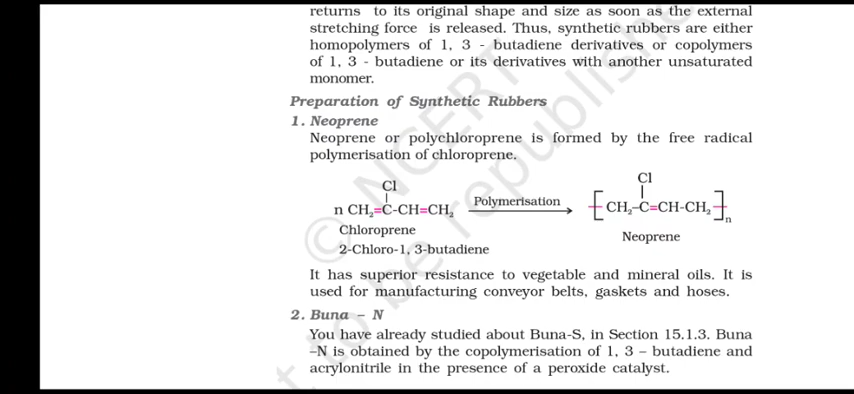 returns to its original shape and size as soon as the external
stretching force is released. Thus, synthetic rubbers are either
homopolymers of 1, 3 - butadiene derivatives or copolymers
of 1, 3 - butadiene or its derivatives with another unsaturated
monomer.
Preparation of Synthetic Rubbers
1. Neoprene
Neoprene or polychloroprene is formed by the free radical
polymerisation of chloroprene.
Cl
n CH₂=C-CH=CH₂
Chloroprene
2-Chloro-1, 3-butadiene
Polymerisation
Cl
[CH₂-C=CH-CH₂]n
Neoprene
It has superior resistance to vegetable and mineral oils. It is
used for manufacturing conveyor belts, gaskets and hoses.
2. Buna – N
You have already studied about Buna-S, in Section 15.1.3. Buna
–N is obtained by the copolymerisation of 1, 3 – butadiene and
acrylonitrile in the presence of a peroxide catalyst.
© NCERT
t to be republishe